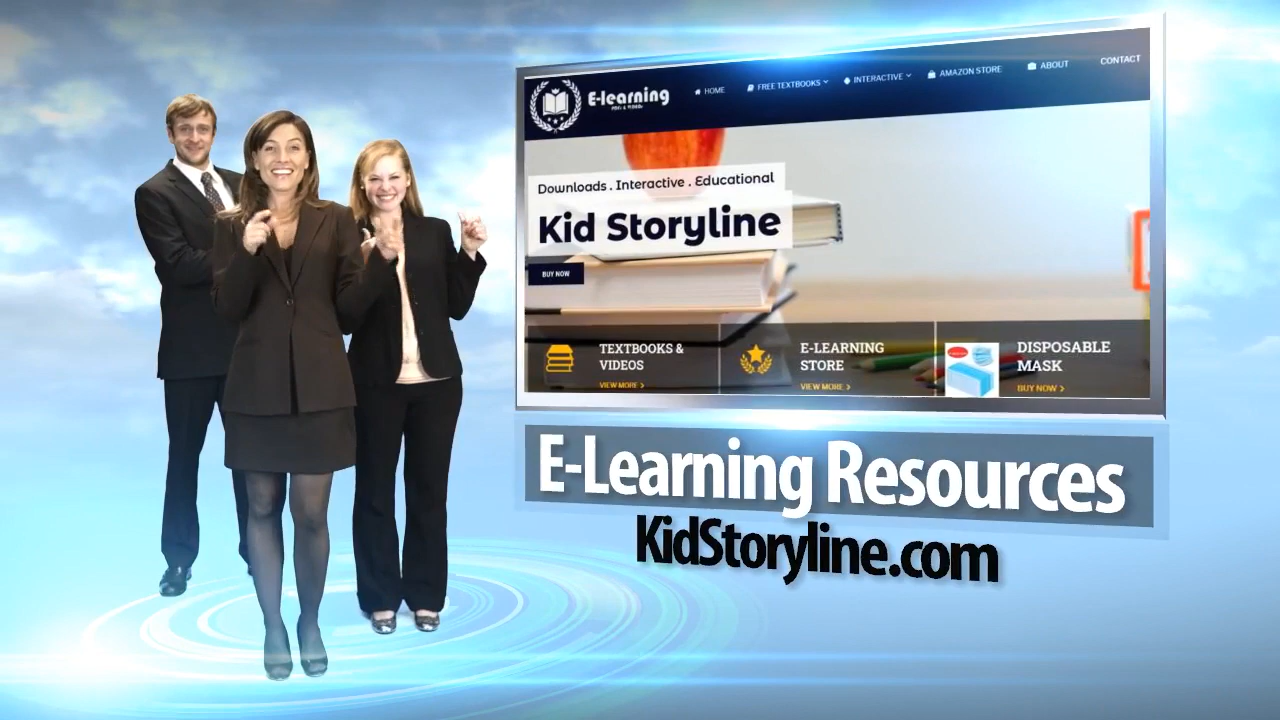 E-learning
HOME
FREE TEXTBOOKS
INTERACTIVE
AMAZON STORE
ABOUT
CONTACT
Downloads . Interactive . Educational
Kid Storyline
BUY NOW
TEXTBOOKS &
VIDEOS
VIEW MORE >
E-LEARNING
STORE
VIEW MORE >
DISPOSABLE
MASK
BUY NOW >
E-Learning Resources
KidStoryline.com